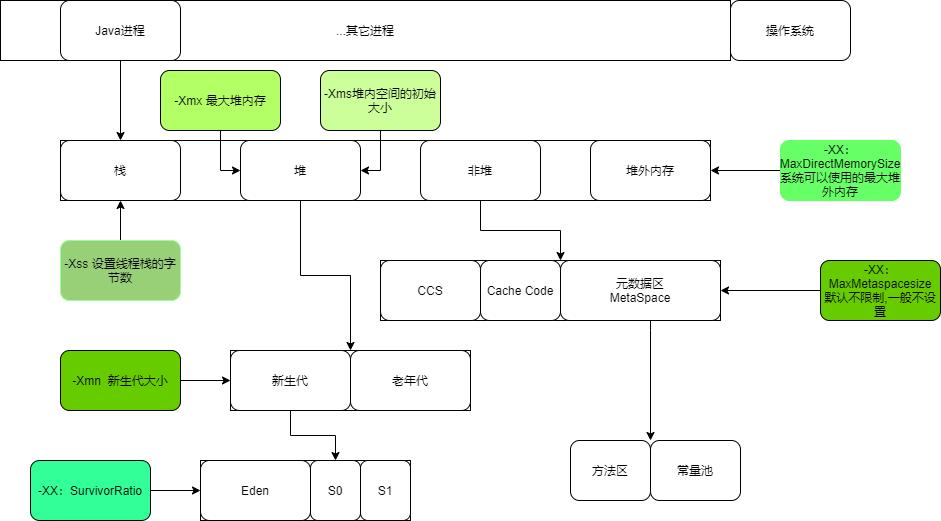 Java进程
...其它进程
操作系统
-Xmx 最大堆内存
-Xms堆内空间的初始
大小
栈
堆
非堆
堆外内存
-XX:
MaxDirectMemorySize
系统可以使用的最大堆
外内存
-Xss 设置线程栈的字
节数
CCS
Cache Code
元数据区
MetaSpace
-XX:
MaxMetaspacesize
默认不限制,一般不设
置
-Xmn  新生代大小
新生代
老年代
方法区
常量池
-XX：SurvivorRatio
Eden
S0
S1